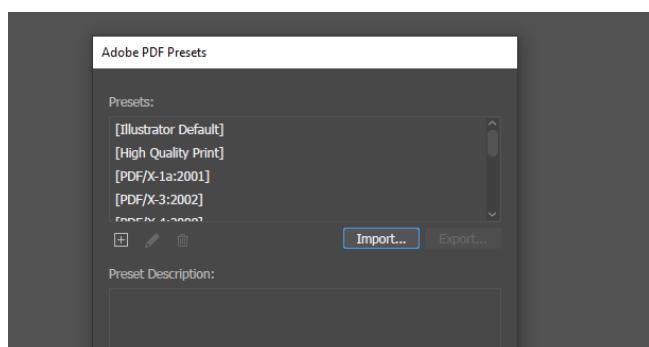 Adobe PDF Presets
Presets:
[Illustrator Default]
[High Quality Print]
[PDF/X-1a:2001]
[PDF/X-3:2002]
Import... Export...
Preset Description: